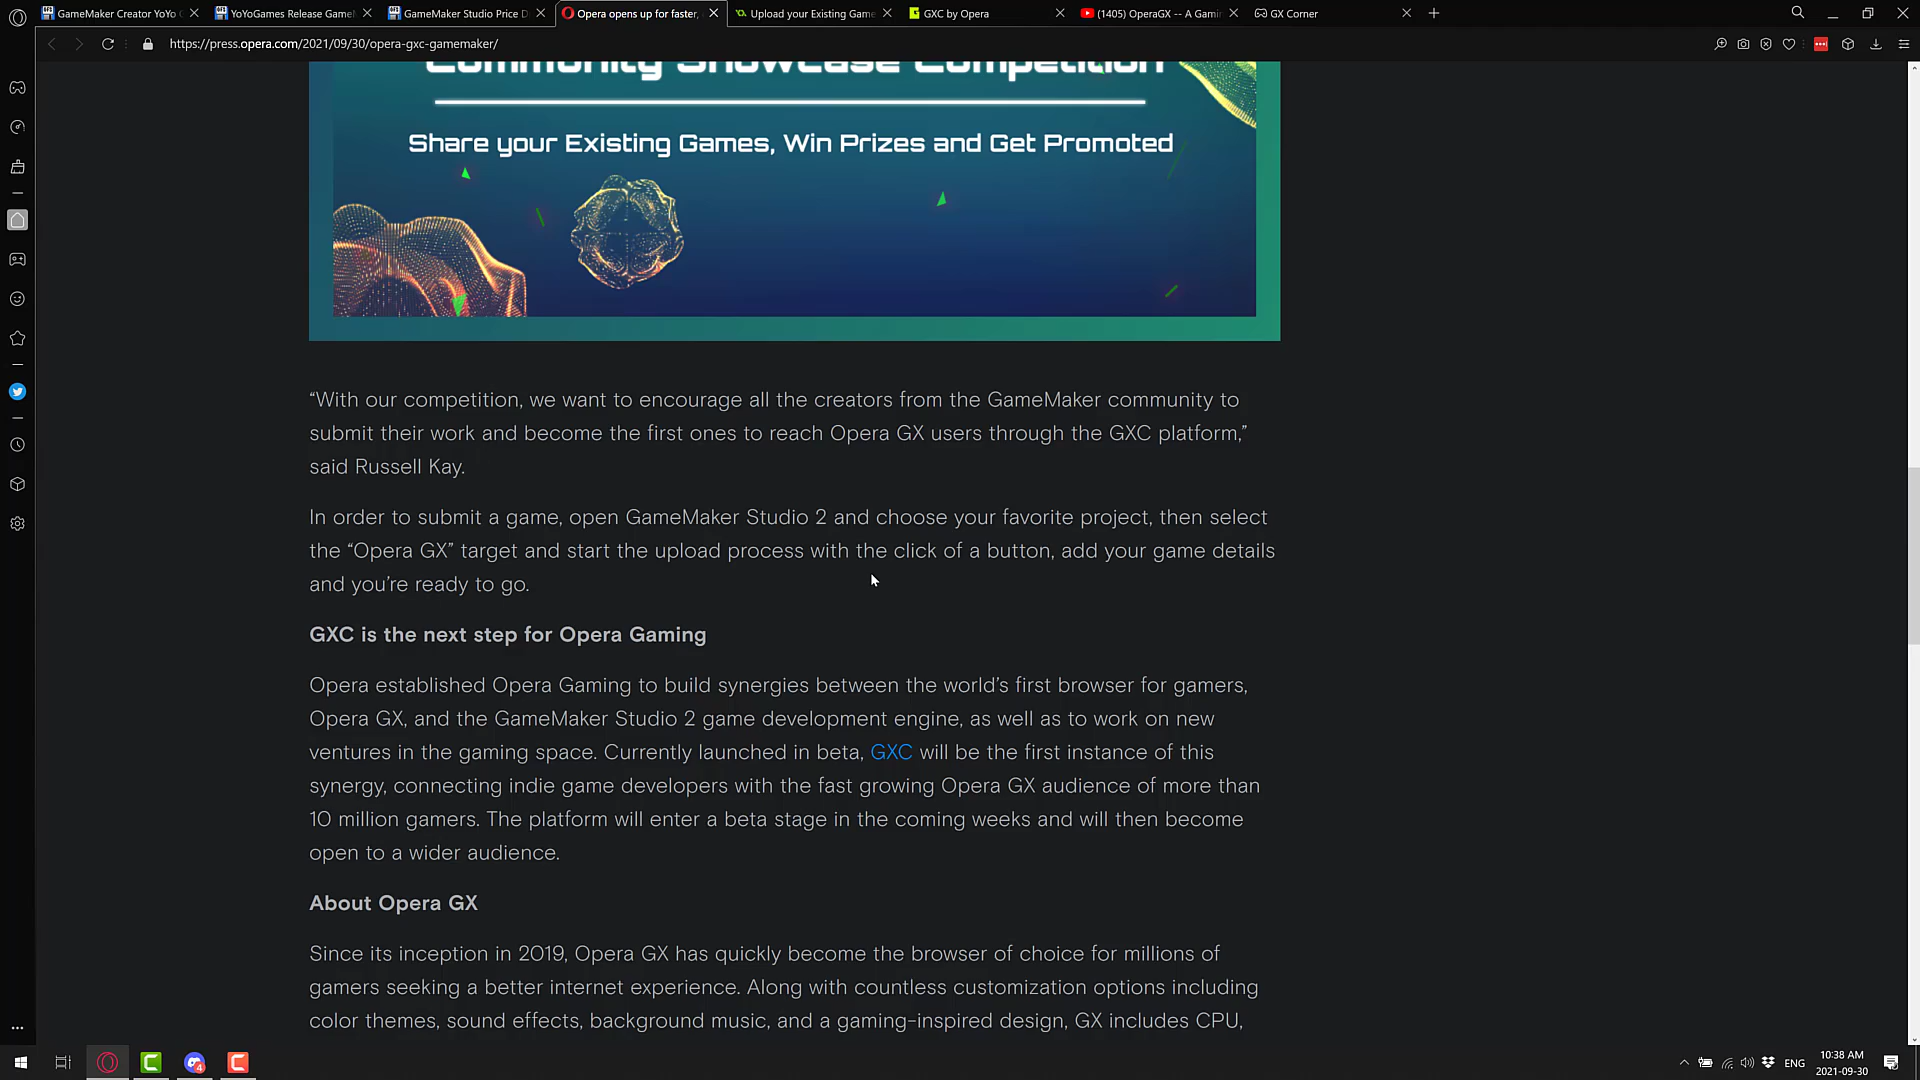 GameMaker Creator YoYo G
YoYoGames Release GameM
GameMaker Studio Price D
Opera opens up for faster,
Upload your Existing Game
GXC by Opera
(1405) OperaGX -- A Gamin
GX Corner
https://press.opera.com/2021/09/30/opera-gxc-gamemaker/
Community Showcase Competition
Share your Existing Games, Win Prizes and Get Promoted
“With our competition, we want to encourage all the creators from the GameMaker community to
submit their work and become the first ones to reach Opera GX users through the GXC platform,”
said Russell Kay.
In order to submit a game, open GameMaker Studio 2 and choose your favorite project, then select
the “Opera GX” target and start the upload process with the click of a button, add your game details
and you’re ready to go.
GXC is the next step for Opera Gaming
Opera established Opera Gaming to build synergies between the world’s first browser for gamers,
Opera GX, and the GameMaker Studio 2 game development engine, as well as to work on new
ventures in the gaming space. Currently launched in beta, GXC will be the first instance of this
synergy, connecting indie game developers with the fast growing Opera GX audience of more than
10 million gamers. The platform will enter a beta stage in the coming weeks and will then become
open to a wider audience.
About Opera GX
Since its inception in 2019, Opera GX has quickly become the browser of choice for millions of
gamers seeking a better internet experience. Along with countless customization options including
color themes, sound effects, background music, and a gaming-inspired design, GX includes CPU,
4
ENG
10:38 AM
2021-09-30